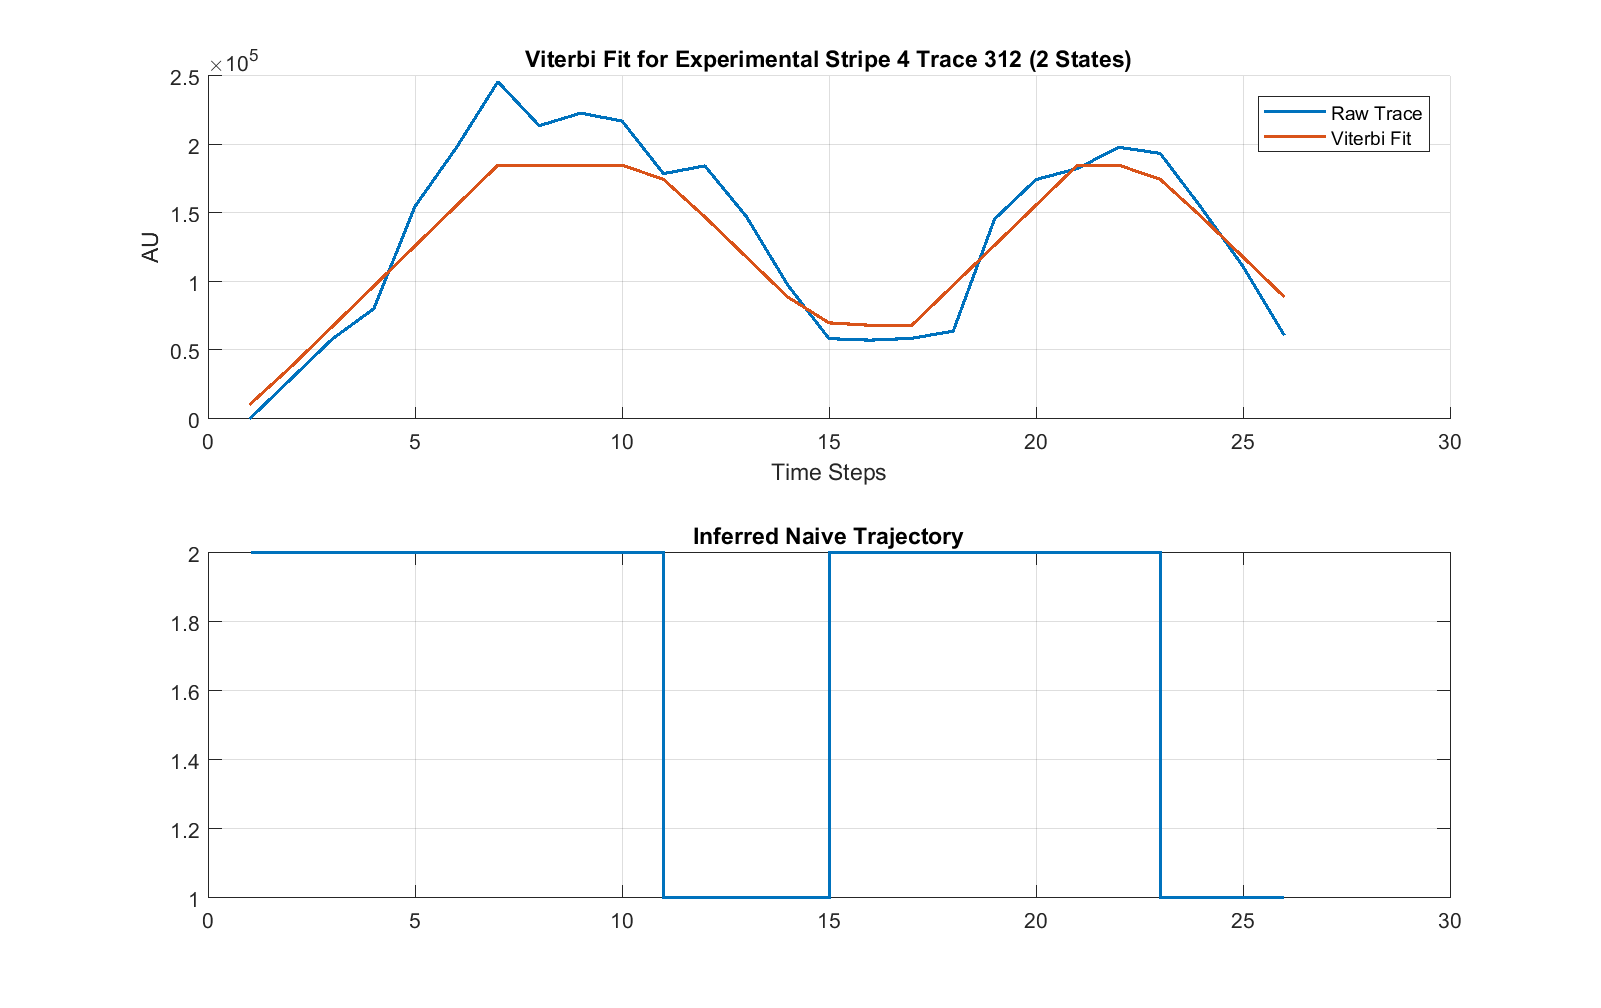 Viterbi Fit for Experimental Stripe 4 Trace 312 (2 States)
×10⁵
2.5
2
1.5
1
0.5
0
AU
Raw Trace
Viterbi Fit
0 5 10 15 20 25 30
Time Steps
Inferred Naive Trajectory
2
1.8
1.6
1.4
1.2
1
0 5 10 15 20 25 30